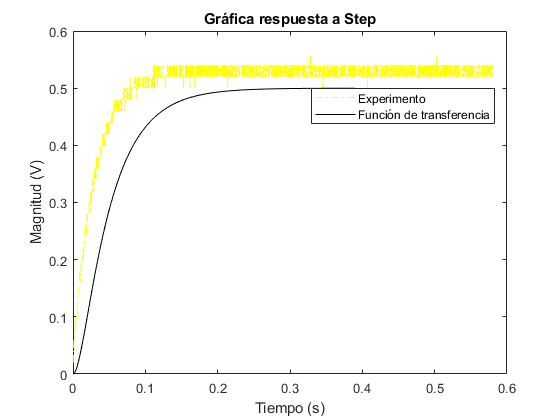 Gráfica respuesta a Step
0.6
0.5
0.4
0.3
0.2
0.1
0
Magnitud (V)
Experimento
Función de transferencia
0 0.1 0.2 0.3 0.4 0.5 0.6
Tiempo (s)